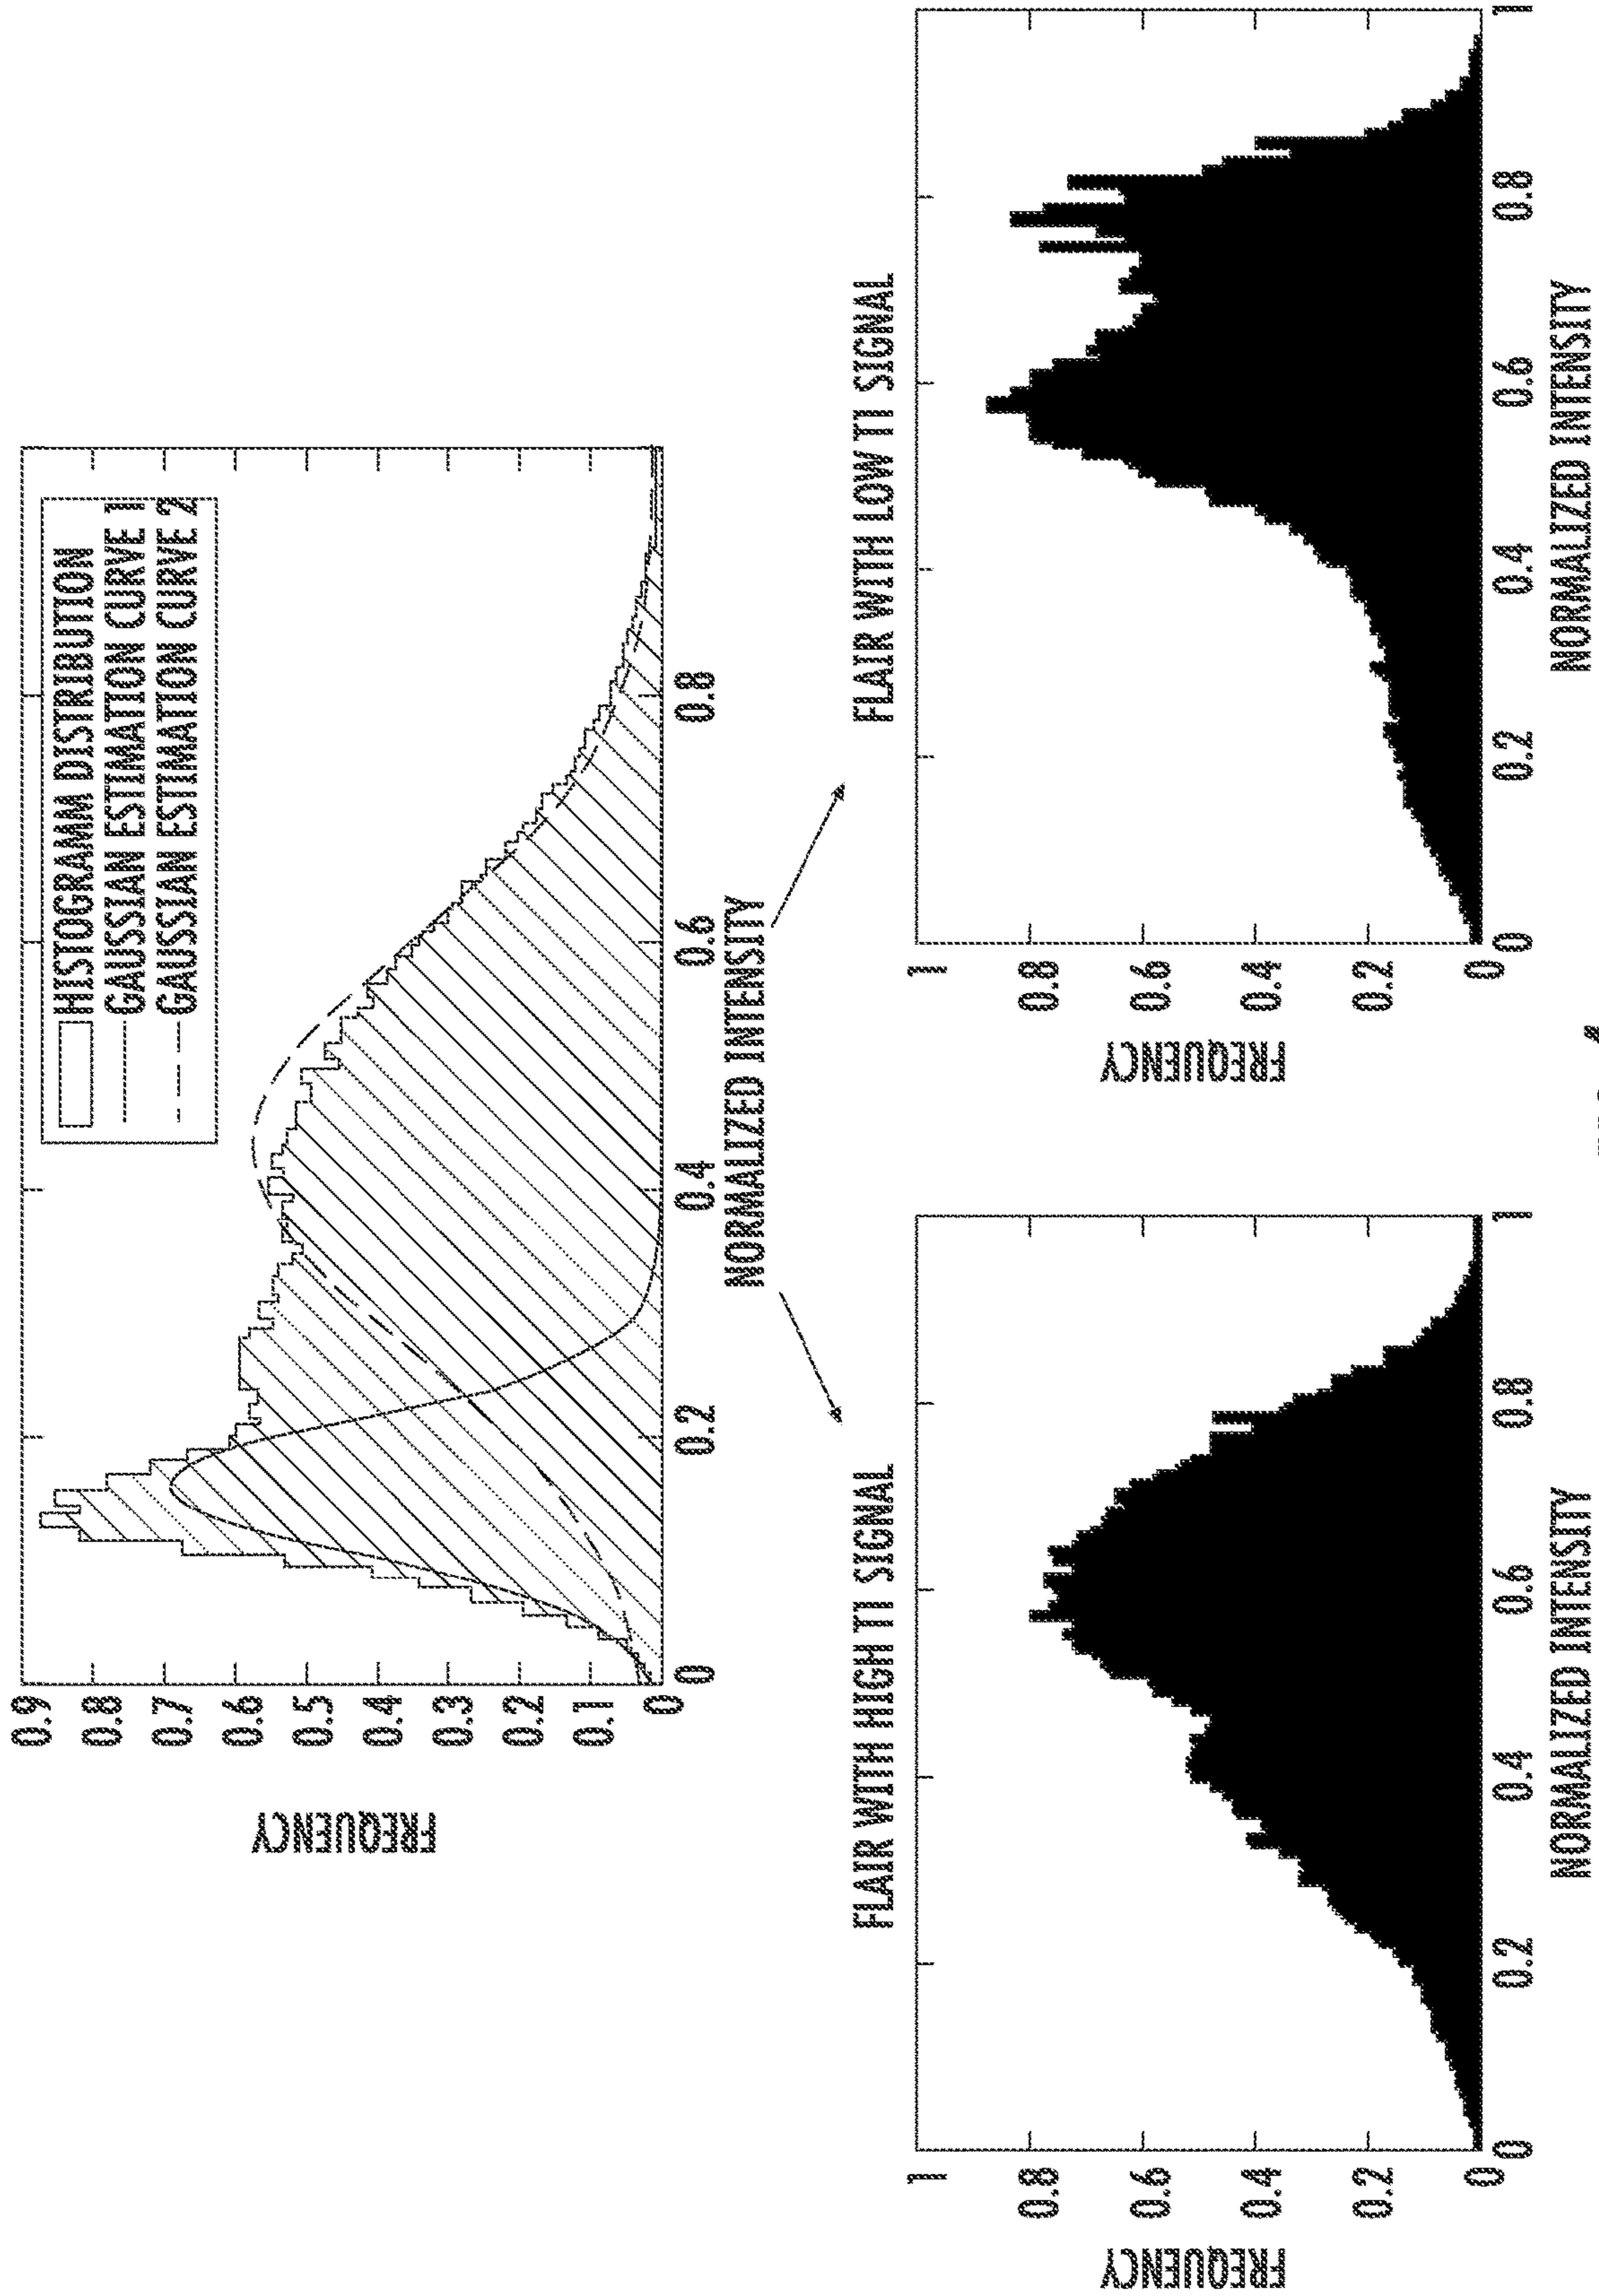 HISTOGRAMM DISTRIBUTION
GAUSSIAN ESTIMATION CURVE 1
GAUSSIAN ESTIMATION CURVE 2
FREQUENCY
0.9
0.8
0.7
0.6
0.5
0.4
0.3
0.2
0.1
0
0 0.2 0.4 0.6 0.8
NORMALIZED INTENSITY
FLAIR WITH HIGH T1 SIGNAL
FREQUENCY
1
0.8
0.6
0.4
0.2
0
0 0.2 0.4 0.6 0.8 1
NORMALIZED INTENSITY
FLAIR WITH LOW T1 SIGNAL
FREQUENCY
1
0.8
0.6
0.4
0.2
0
0 0.2 0.4 0.6 0.8 1
NORMALIZED INTENSITY